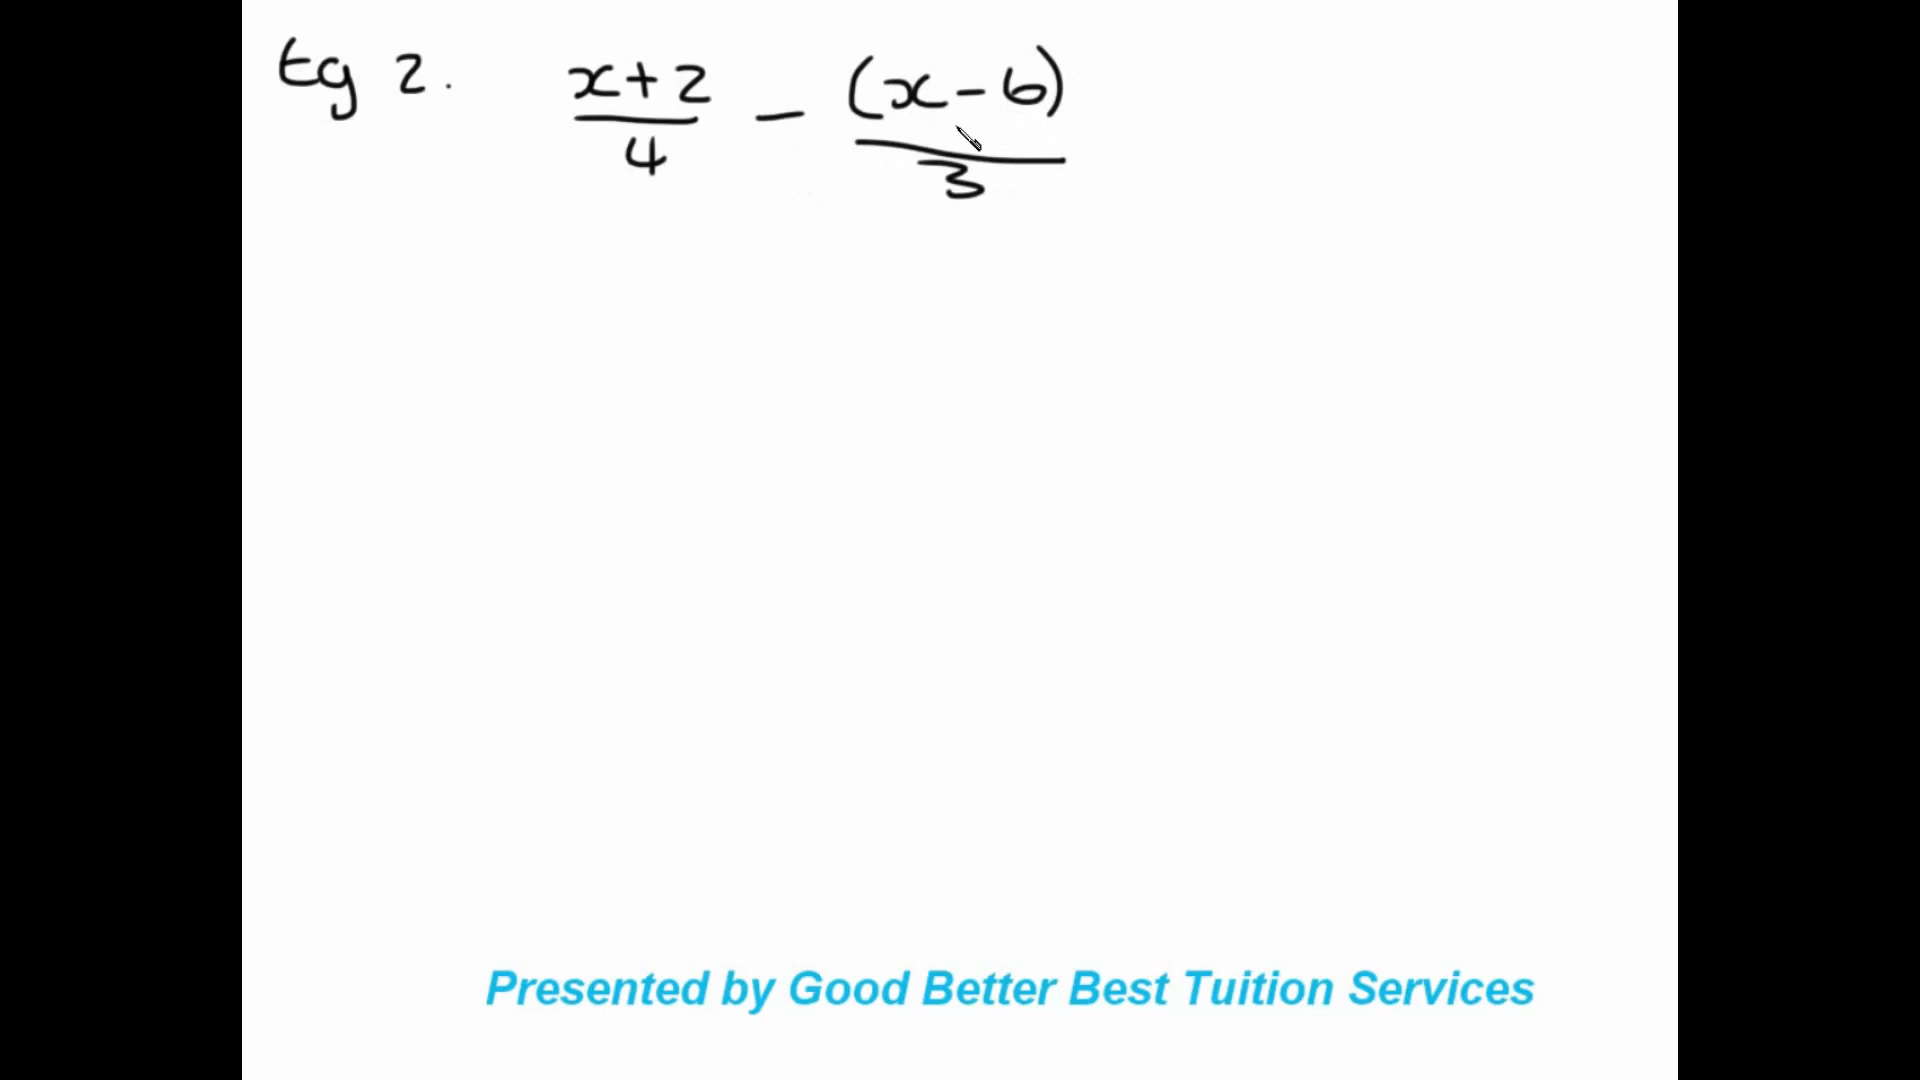 Eg 2. x+2/4 - (x-6)/3
Presented by Good Better Best Tuition Services